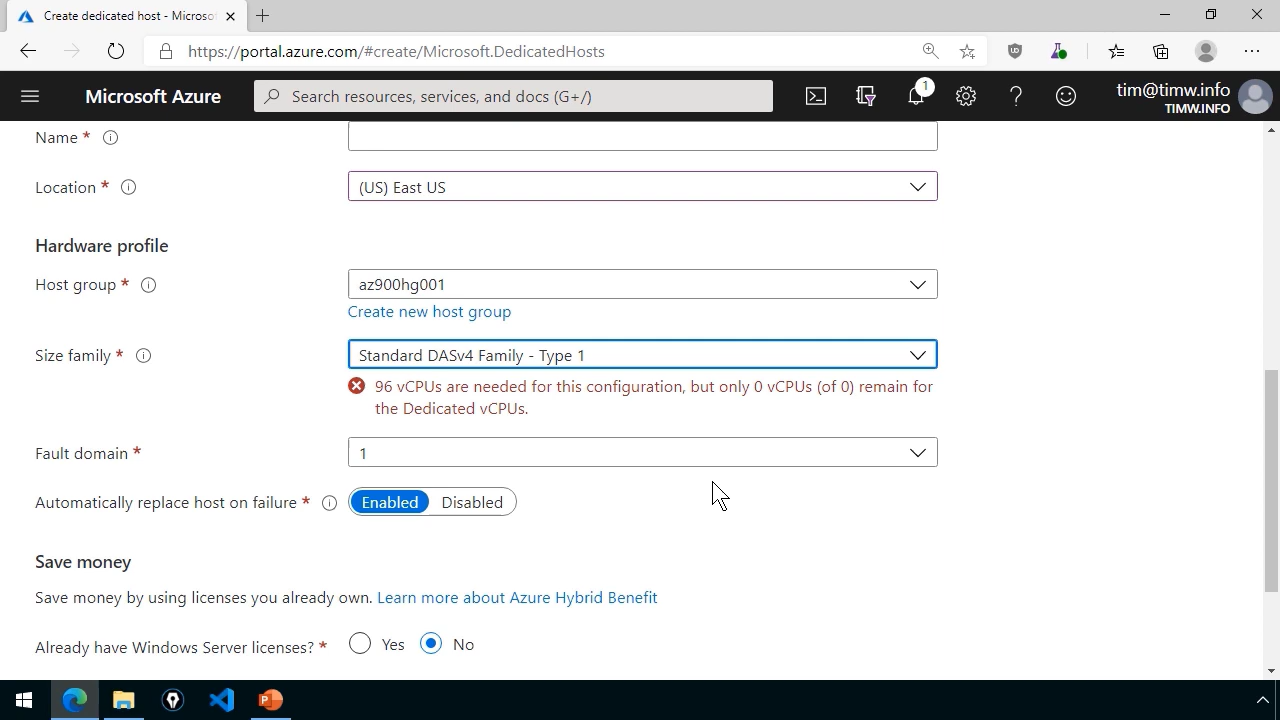 Create dedicated host - Microso
https://portal.azure.com/#create/Microsoft.DedicatedHosts
Microsoft Azure
Search resources, services, and docs (G+/)
1
tim@timw.info
TIMW.INFO
Name *
Location *
(US) East US
Hardware profile
Host group *
az900hg001
Create new host group
Size family *
Standard DASv4 Family - Type 1
96 vCPUs are needed for this configuration, but only 0 vCPUs (of 0) remain for
the Dedicated vCPUs.
Fault domain *
1
Automatically replace host on failure *
Enabled Disabled
Save money
Save money by using licenses you already own. Learn more about Azure Hybrid Benefit
Already have Windows Server licenses? *
Yes No